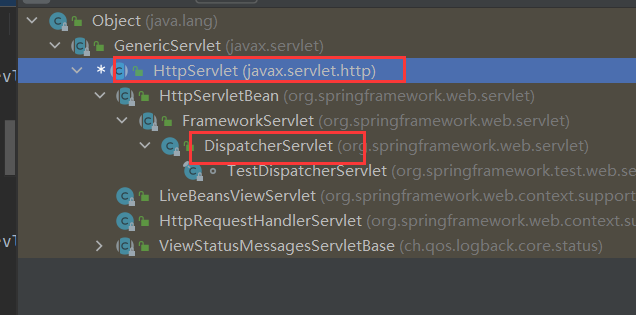 Object (java.lang)
GenericServlet (javax.servlet)
* HttpServlet (javax.servlet.http)
HttpServletBean (org.springframework.web.servlet)
FrameworkServlet (org.springframework.web.servlet)
DispatcherServlet (org.springframework.web.servlet)
TestDispatcherServlet (org.springframework.test.web.se
LiveBeansViewServlet (org.springframework.web.context.support
HttpRequestHandlerServlet (org.springframework.web.context.su
ViewStatusMessagesServletBase (ch.qos.logback.core.status)